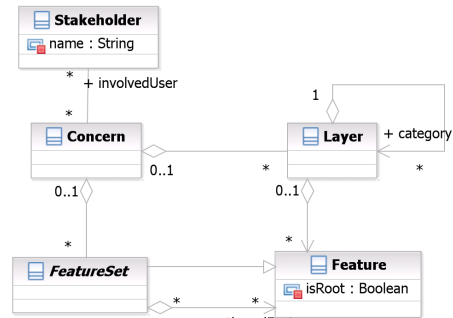 Stakeholder
name : String
*
+ involvedUser
*
1
Concern
Layer
+ category
0..1
*
*
0..1
0..1
*
*
FeatureSet
Feature
isRoot : Boolean
*
*